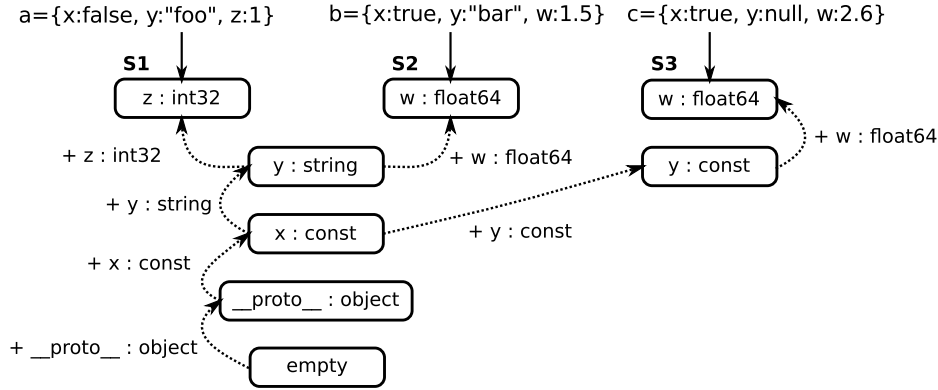 a={x:false, y:"foo", z:1}
b={x:true, y:"bar", w:1.5}
c={x:true, y:null, w:2.6}
S1
S2
S3
z : int32
w : float64
w : float64
+ w : float64
+ z : int32
y : string
+ w : float64
y : const
+ y : string
x : const
+ y : const
+ x : const
__proto__ : object
+ __proto__ : object
empty